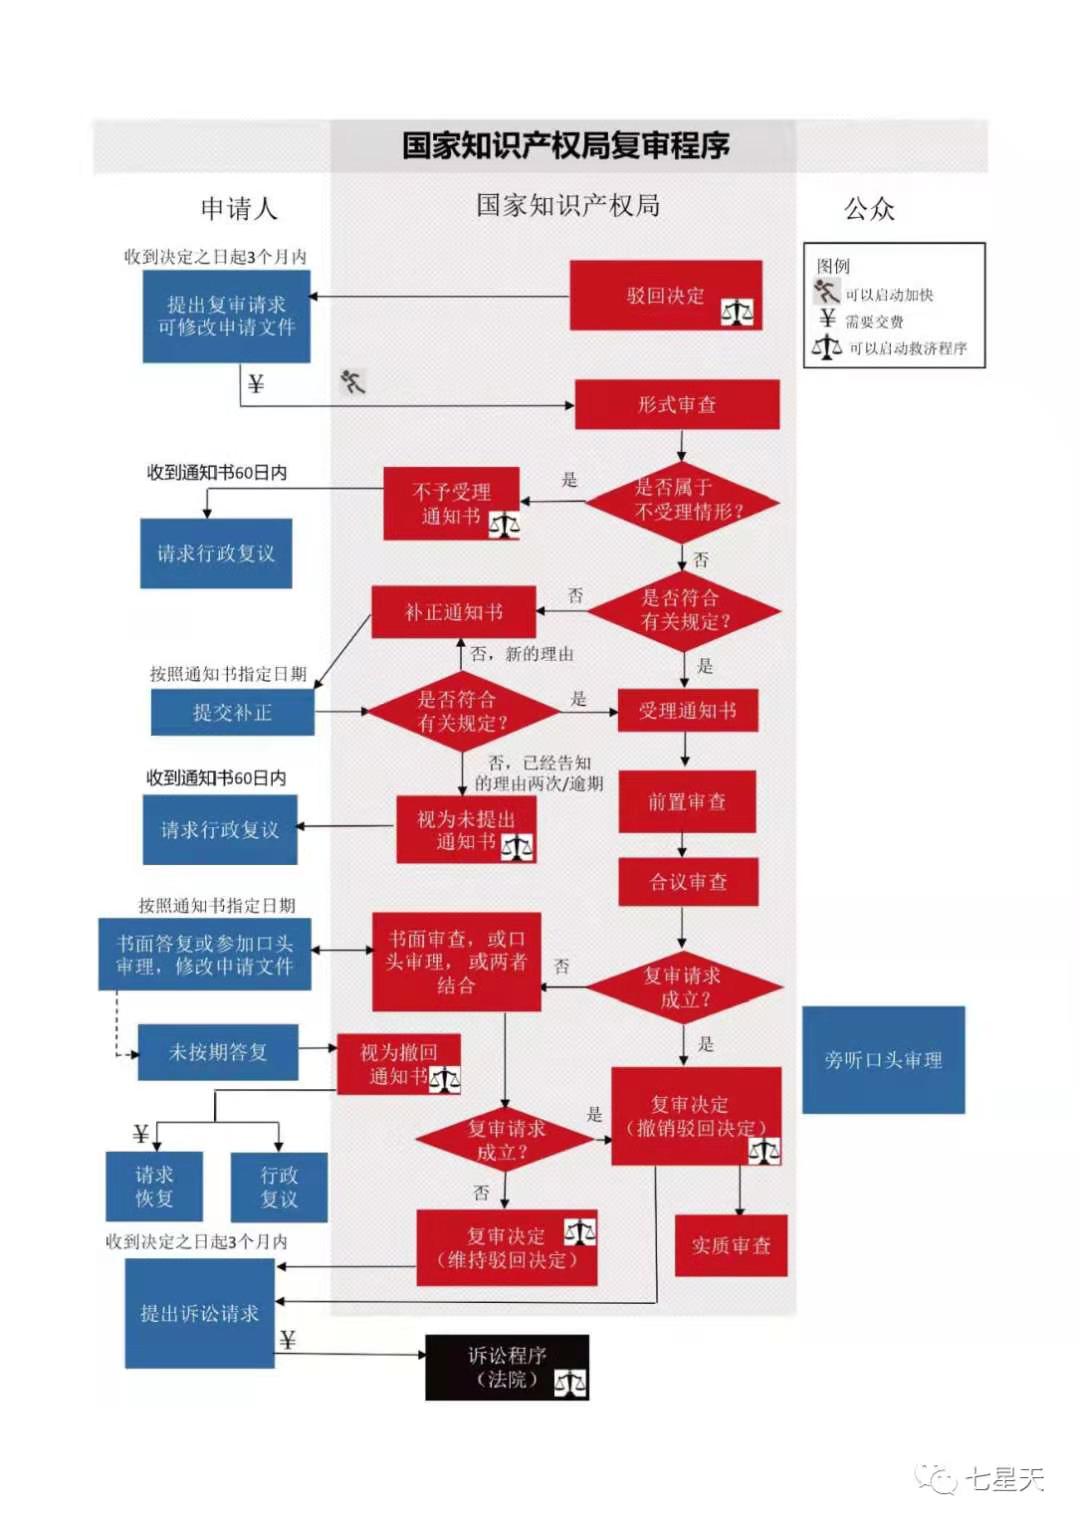 国家知识产权局复审程序
申请人
国家知识产权局
公众
收到决定之日起3个月内
提出复审请求
可修改申请文件
驳回决定
图例
可以启动加快
¥ 需要交费
可以启动救济程序
¥
形式审查
收到通知书60日内
不予受理
通知书
是
是否属于
不受理情形?
请求行政复议
否
补正通知书
否
是否符合
有关规定?
否，新的理由
是
按照通知书指定日期
提交补正
是否符合
有关规定?
是
受理通知书
否，已经告知
的理由两次/逾期
收到通知书60日内
请求行政复议
视为未提出
通知书
前置审查
合议审查
按照通知书指定日期
书面答复或参加口头
审理，修改申请文件
书面审查，或口
头审理，或两者
结合
否
复审请求
成立?
是
未按期答复
视为撤回
通知书
旁听口头审理
复审请求
成立?
是
复审决定
（撤销驳回决定）
¥
请求
恢复
行政
复议
否
复审决定
（维持驳回决定）
实质审查
收到决定之日起3个月内
提出诉讼请求
¥
诉讼程序
（法院）
七星天